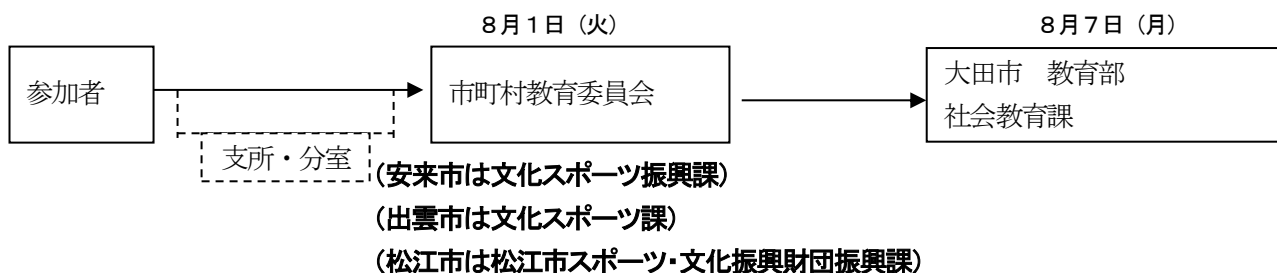 ８月１日（火）
８月７日（月）
参加者
市町村教育委員会
大田市　教育部
社会教育課
支所・分室
（安来市は文化スポーツ振興課）
（出雲市は文化スポーツ課）
（松江市は松江市スポーツ・文化振興財団振興課）